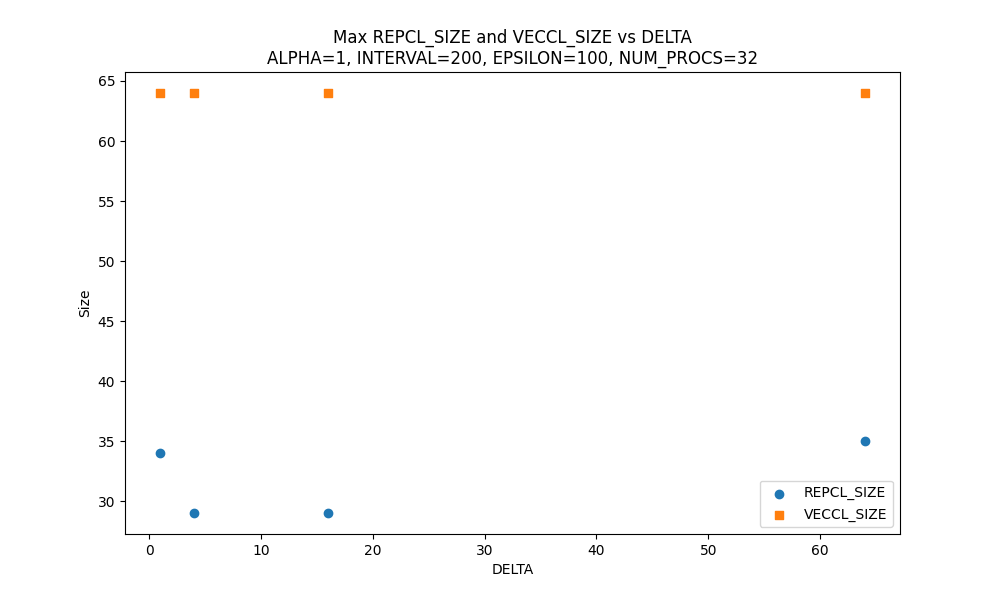 Max REPCL_SIZE and VECCL_SIZE vs DELTA
ALPHA=1, INTERVAL=200, EPSILON=100, NUM_PROCS=32
65
60
55
50
45
40
35
30
Size
REPCL_SIZE
VECCL_SIZE
0 10 20 30 40 50 60
DELTA